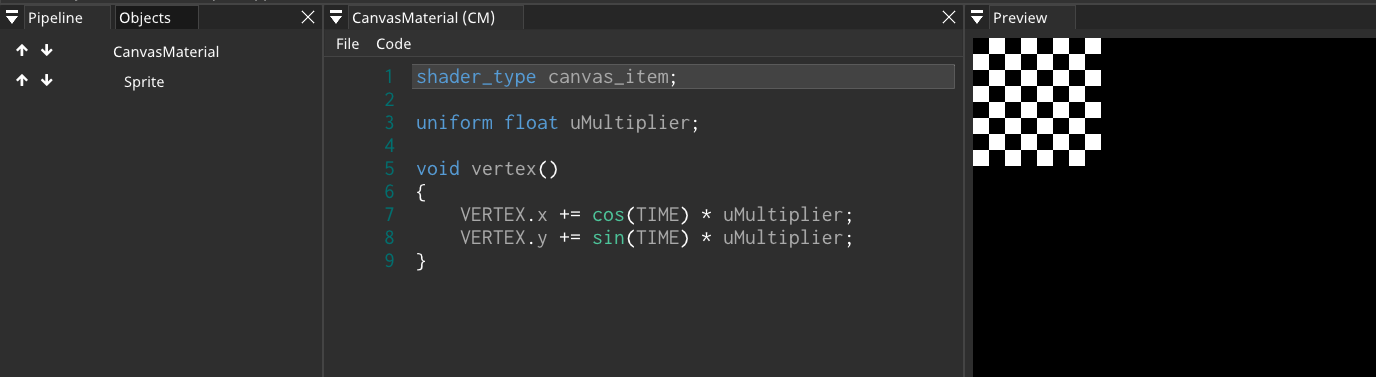 Pipeline
Objects
CanvasMaterial
Sprite
CanvasMaterial (CM)
File Code
1 shader_type canvas_item;
2
3 uniform float uMultiplier;
4
5 void vertex()
6 {
7 VERTEX.x += cos(TIME) * uMultiplier;
8 VERTEX.y += sin(TIME) * uMultiplier;
9 }
Preview